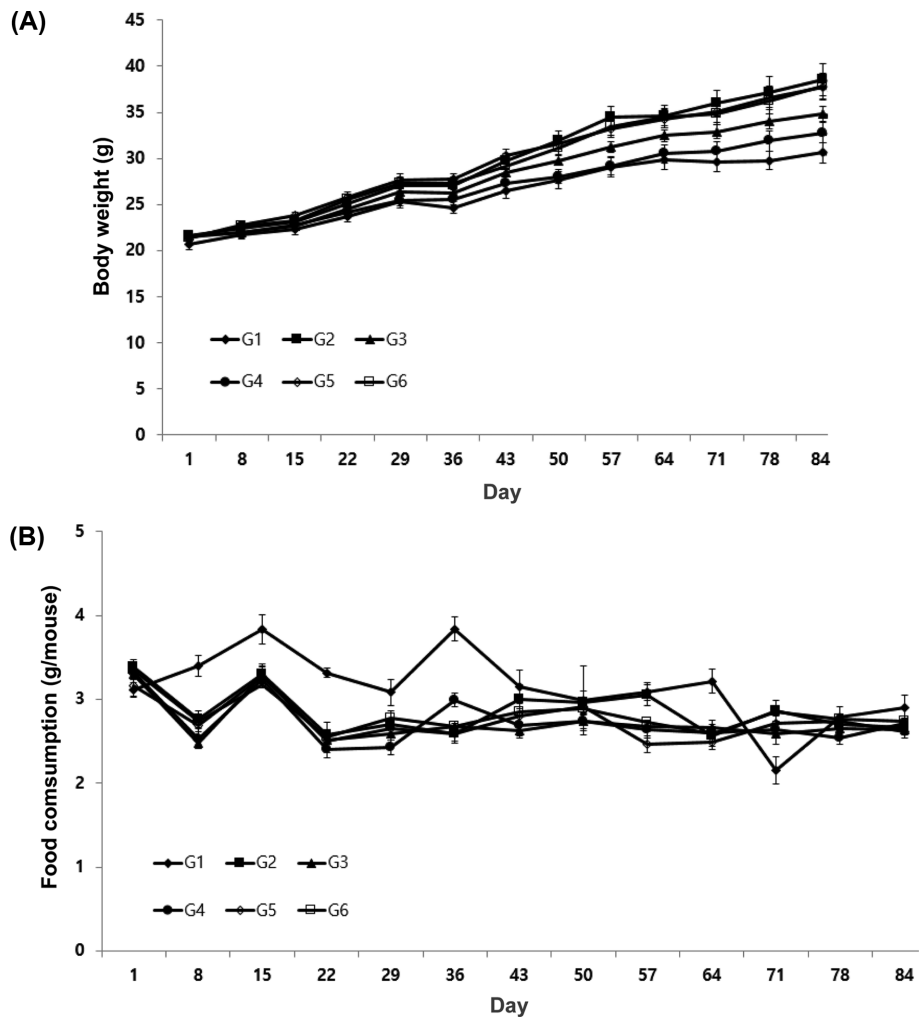 (A)
45
40
35
30
25
20
15
10
5
0
Body weight (g)
G1 G2 G3
G4 G5 G6
1 8 15 22 29 36 43 50 57 64 71 78 84
Day
(B)
5
4
3
2
1
0
Food comsumption (g/mouse)
G1 G2 G3
G4 G5 G6
1 8 15 22 29 36 43 50 57 64 71 78 84
Day